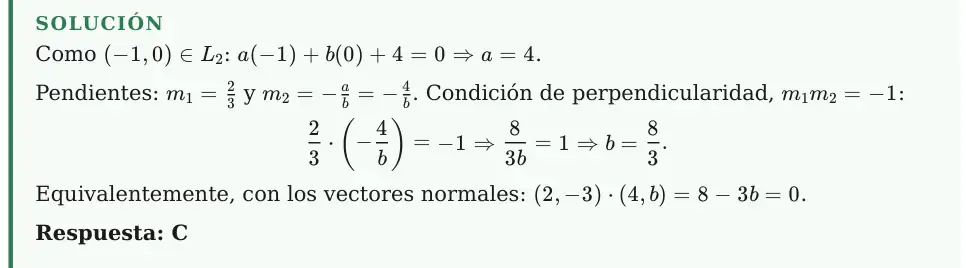 SOLUCIÓN
Como (−1, 0) ∈ L₂: a(−1) + b(0) + 4 = 0 ⇒ a = 4.
Pendientes: m₁ = 2/3 y m₂ = −a/b = −4/b. Condición de perpendicularidad, m₁m₂ = −1:
2/3 · (−4/b) = −1 ⇒ 8/3b = 1 ⇒ b = 8/3.
Equivalentemente, con los vectores normales: (2, −3) · (4, b) = 8 − 3b = 0.
Respuesta: C